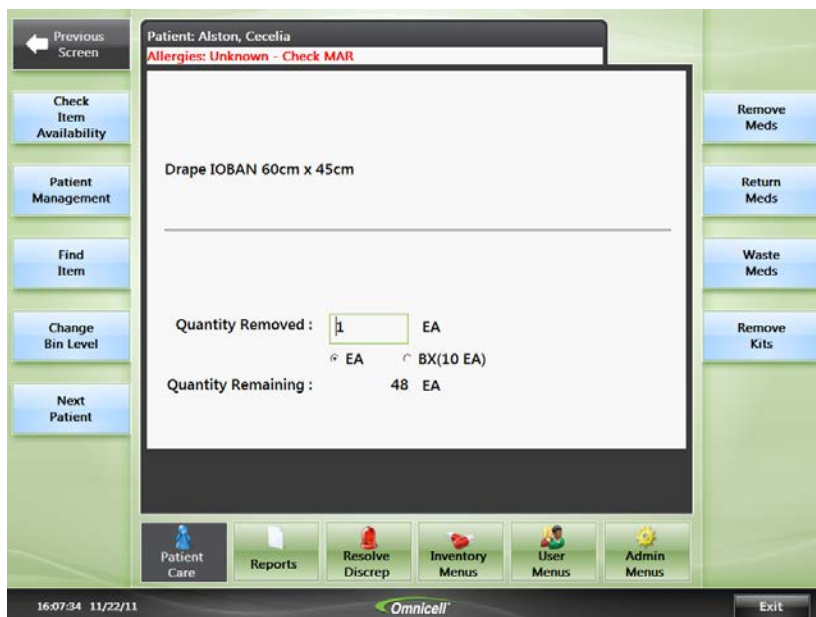 Previous
Screen
Patient: Alston, Cecelia
Allergies: Unknown - Check MAR
Check
Item
Availability
Patient
Management
Find
Item
Change
Bin Level
Next
Patient
Drape IOBAN 60cm x 45cm
Quantity Removed : 1 EA
EA BX(10 EA)
Quantity Remaining : 48 EA
Remove
Meds
Return
Meds
Waste
Meds
Remove
Kits
Patient
Care
Reports
Resolve
Discrep
Inventory
Menus
User
Menus
Admin
Menus
16:07:34 11/22/11
Omnicell
Exit